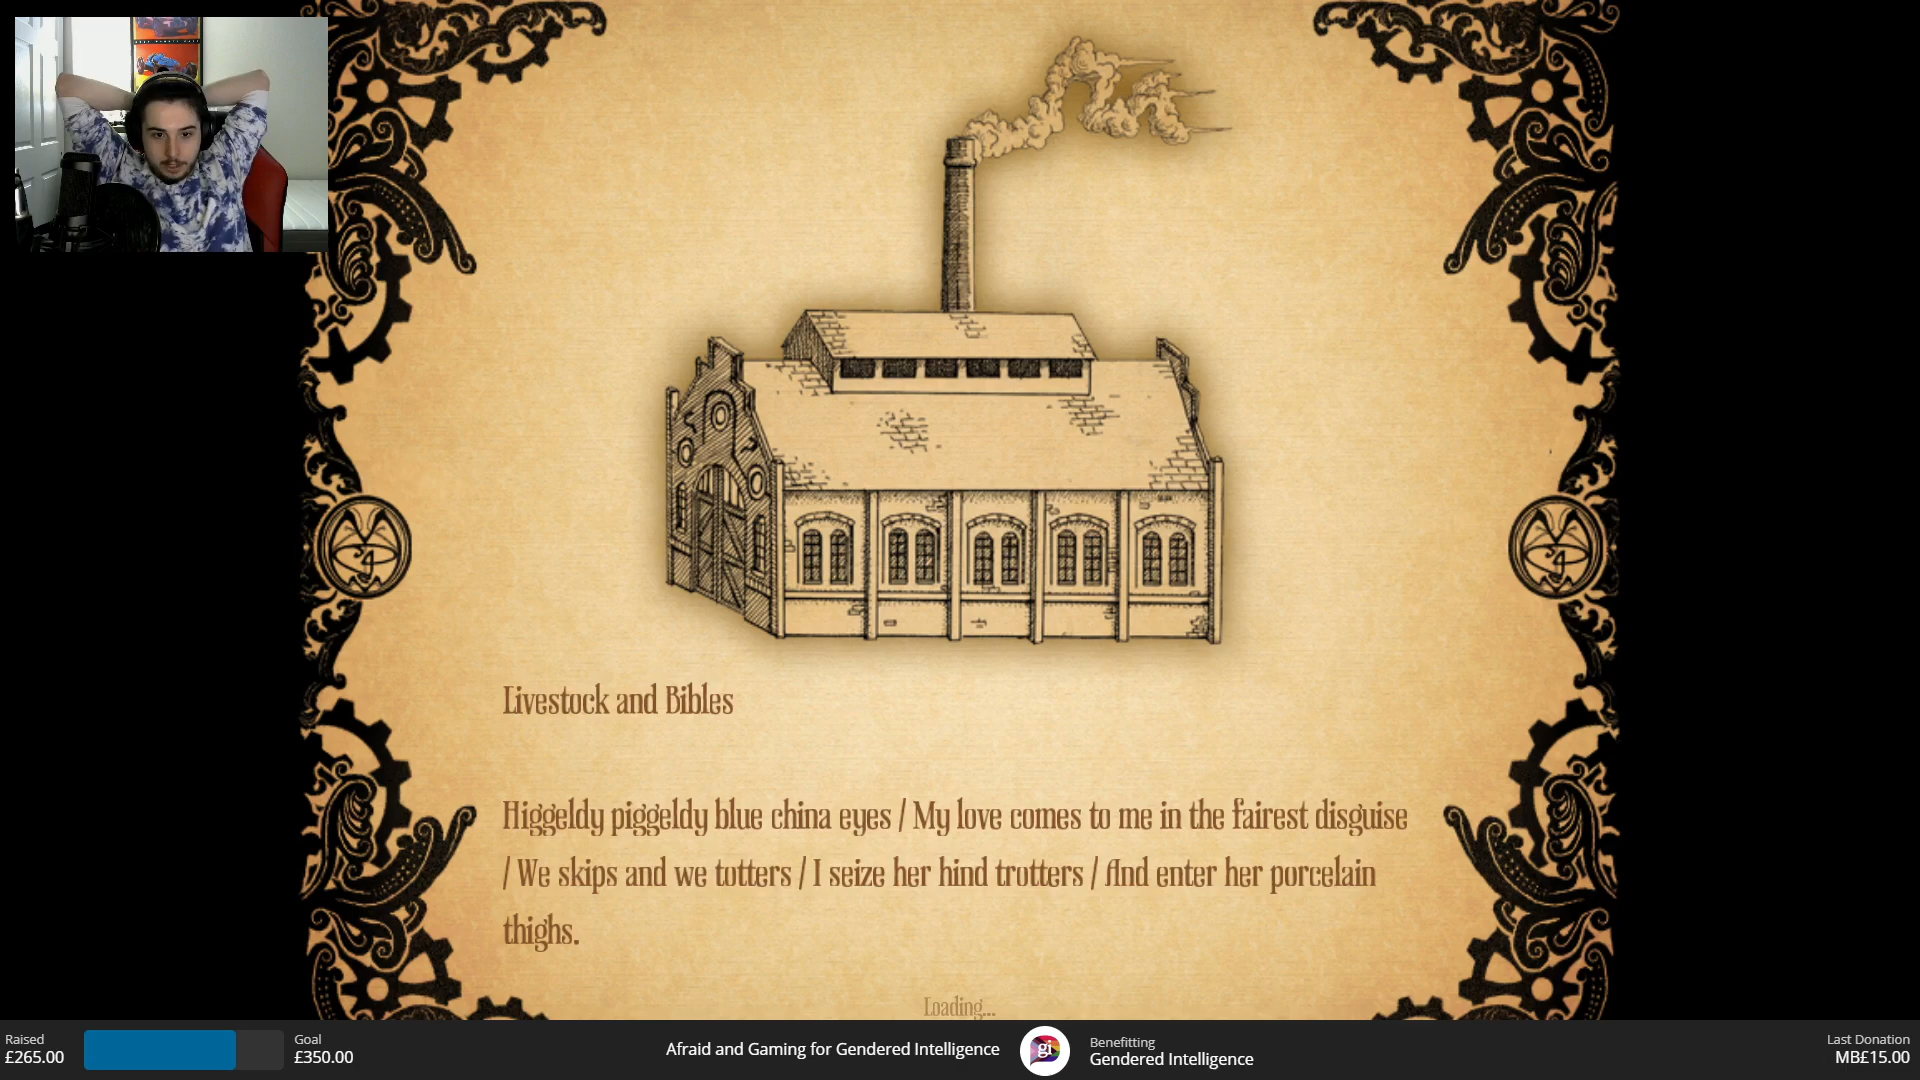 Livestock and Bibles
Higgeldy piggeldy blue china eyes / My love comes to me in the fairest disguise
/ We skips and we totters / I seize her hind trotters / And enter her porcelain
thighs.
Loading...
Raised
£265.00
Goal
£350.00
Afraid and Gaming for Gendered Intelligence
gi
Benefitting
Gendered Intelligence
Last Donation
MB£15.00